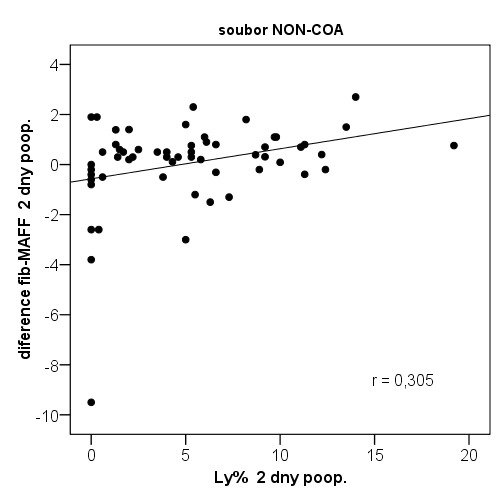 soubor NON-COA
diference fib-MAFF 2 dny poop.
4
2
0
-2
-4
-6
-8
-10
r = 0,305
0 5 10 15 20
Ly% 2 dny poop.